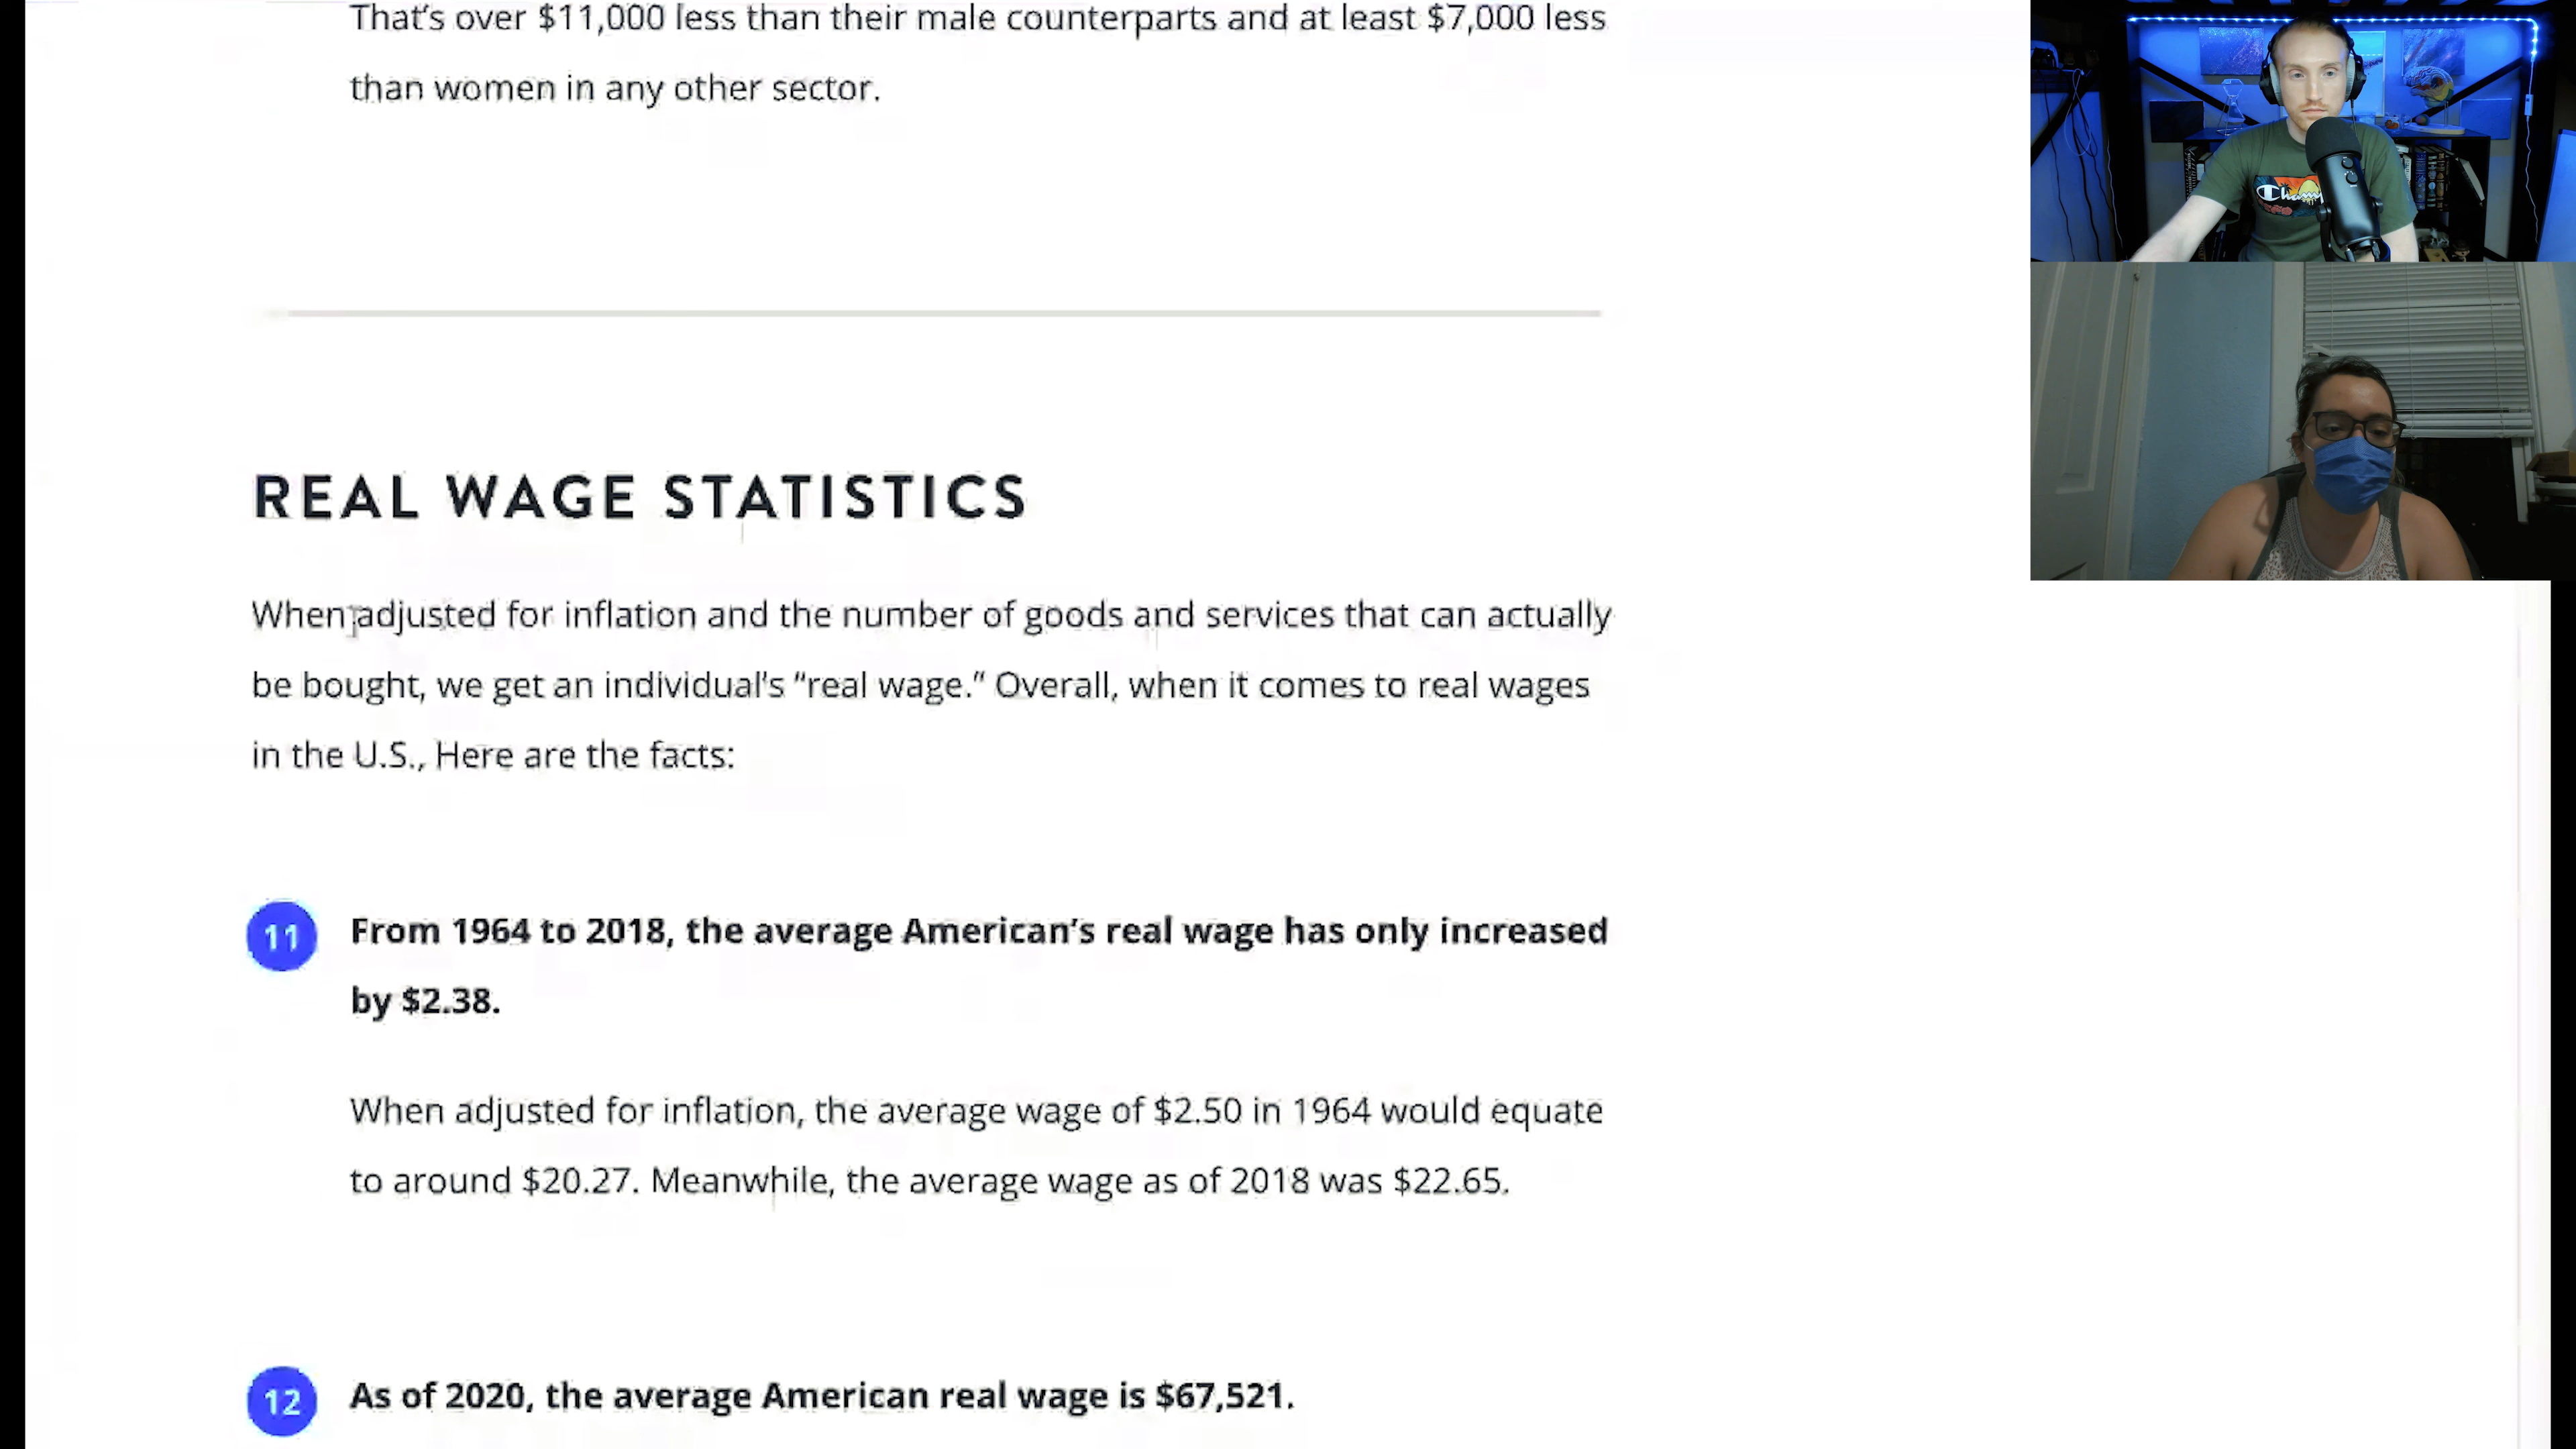 That's over $11,000 less than their male counterparts and at least $7,000 less
than women in any other sector.
REAL WAGE STATISTICS
When adjusted for inflation and the number of goods and services that can actually
be bought, we get an individual's "real wage." Overall, when it comes to real wages
in the U.S., Here are the facts:
11 From 1964 to 2018, the average American's real wage has only increased
by $2.38.
When adjusted for inflation, the average wage of $2.50 in 1964 would equate
to around $20.27. Meanwhile, the average wage as of 2018 was $22.65.
12 As of 2020, the average American real wage is $67,521.